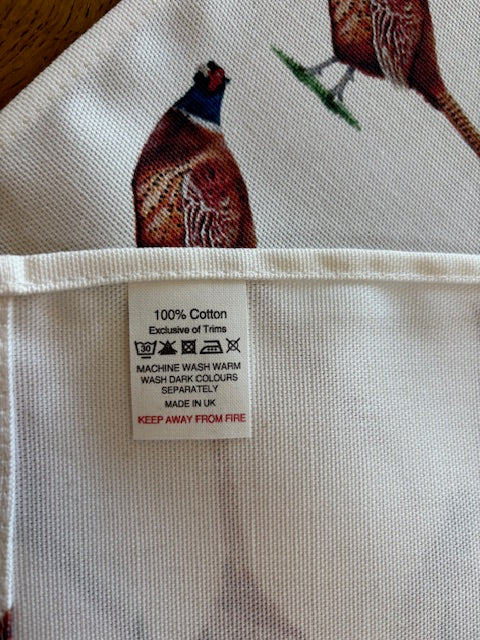 100% Cotton
Exclusive of Trims
30
MACHINE WASH WARM
WASH DARK COLOURS
SEPARATELY
MADE IN UK
KEEP AWAY FROM FIRE